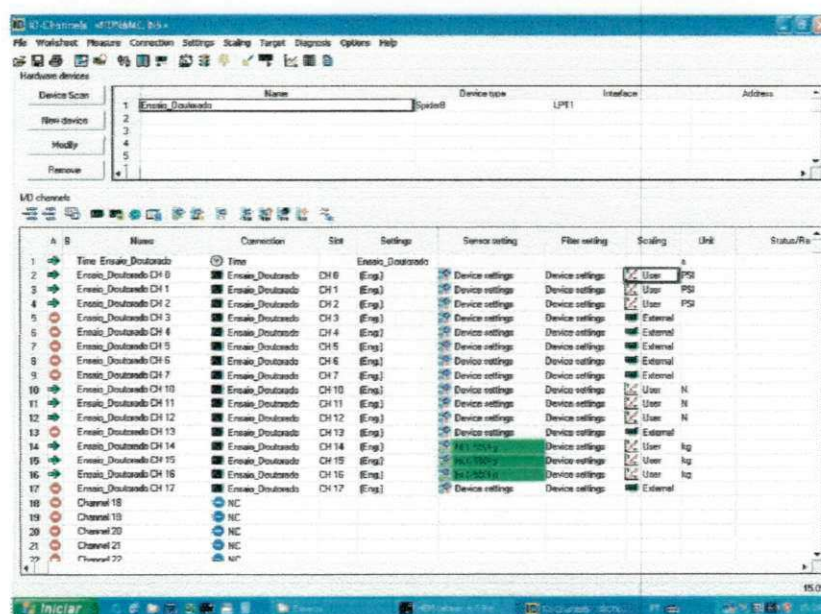 I/O-Channels
File Worksheet Measure Connection Settings Scaling Target Diagnosis Options Help
Hardware devices
Device Scan Name Device type Interface Address
1 Ensaio_Doutorado Spider8 LPT1
New device 2
3
Modify 4
5
Remove
I/O channels
A B Name Connection Slot Settings Sensor setting Filter setting Scaling Unit Status/Re
1 Time Ensaio_Doutorado Time Ensaio_Doutorado s
2 Ensaio_Doutorado CH 0 Ensaio_Doutorado CH 0 (Eng.) Device settings Device settings User PSI
3 Ensaio_Doutorado CH 1 Ensaio_Doutorado CH 1 (Eng.) Device settings Device settings User PSI
4 Ensaio_Doutorado CH 2 Ensaio_Doutorado CH 2 (Eng.) Device settings Device settings User PSI
5 Ensaio_Doutorado CH 3 Ensaio_Doutorado CH 3 (Eng.) Device settings Device settings External
6 Ensaio_Doutorado CH 4 Ensaio_Doutorado CH 4 (Eng.) Device settings Device settings External
7 Ensaio_Doutorado CH 5 Ensaio_Doutorado CH 5 (Eng.) Device settings Device settings External
8 Ensaio_Doutorado CH 6 Ensaio_Doutorado CH 6 (Eng.) Device settings Device settings External
9 Ensaio_Doutorado CH 7 Ensaio_Doutorado CH 7 (Eng.) Device settings Device settings External
10 Ensaio_Doutorado CH 10 Ensaio_Doutorado CH 10 (Eng.) Device settings Device settings User N
11 Ensaio_Doutorado CH 11 Ensaio_Doutorado CH 11 (Eng.) Device settings Device settings User N
12 Ensaio_Doutorado CH 12 Ensaio_Doutorado CH 12 (Eng.) Device settings Device settings User N
13 Ensaio_Doutorado CH 13 Ensaio_Doutorado CH 13 (Eng.) Device settings Device settings External
14 Ensaio_Doutorado CH 14 Ensaio_Doutorado CH 14 (Eng.) Device settings User kg
15 Ensaio_Doutorado CH 15 Ensaio_Doutorado CH 15 (Eng.) Device settings User kg
16 Ensaio_Doutorado CH 16 Ensaio_Doutorado CH 16 (Eng.) Device settings User kg
17 Ensaio_Doutorado CH 17 Ensaio_Doutorado CH 17 (Eng.) Device settings Device settings External
18 Channel 18 NC
19 Channel 19 NC
20 Channel 20 NC
21 Channel 21 NC
22 Channel 22 NC
Iniciar